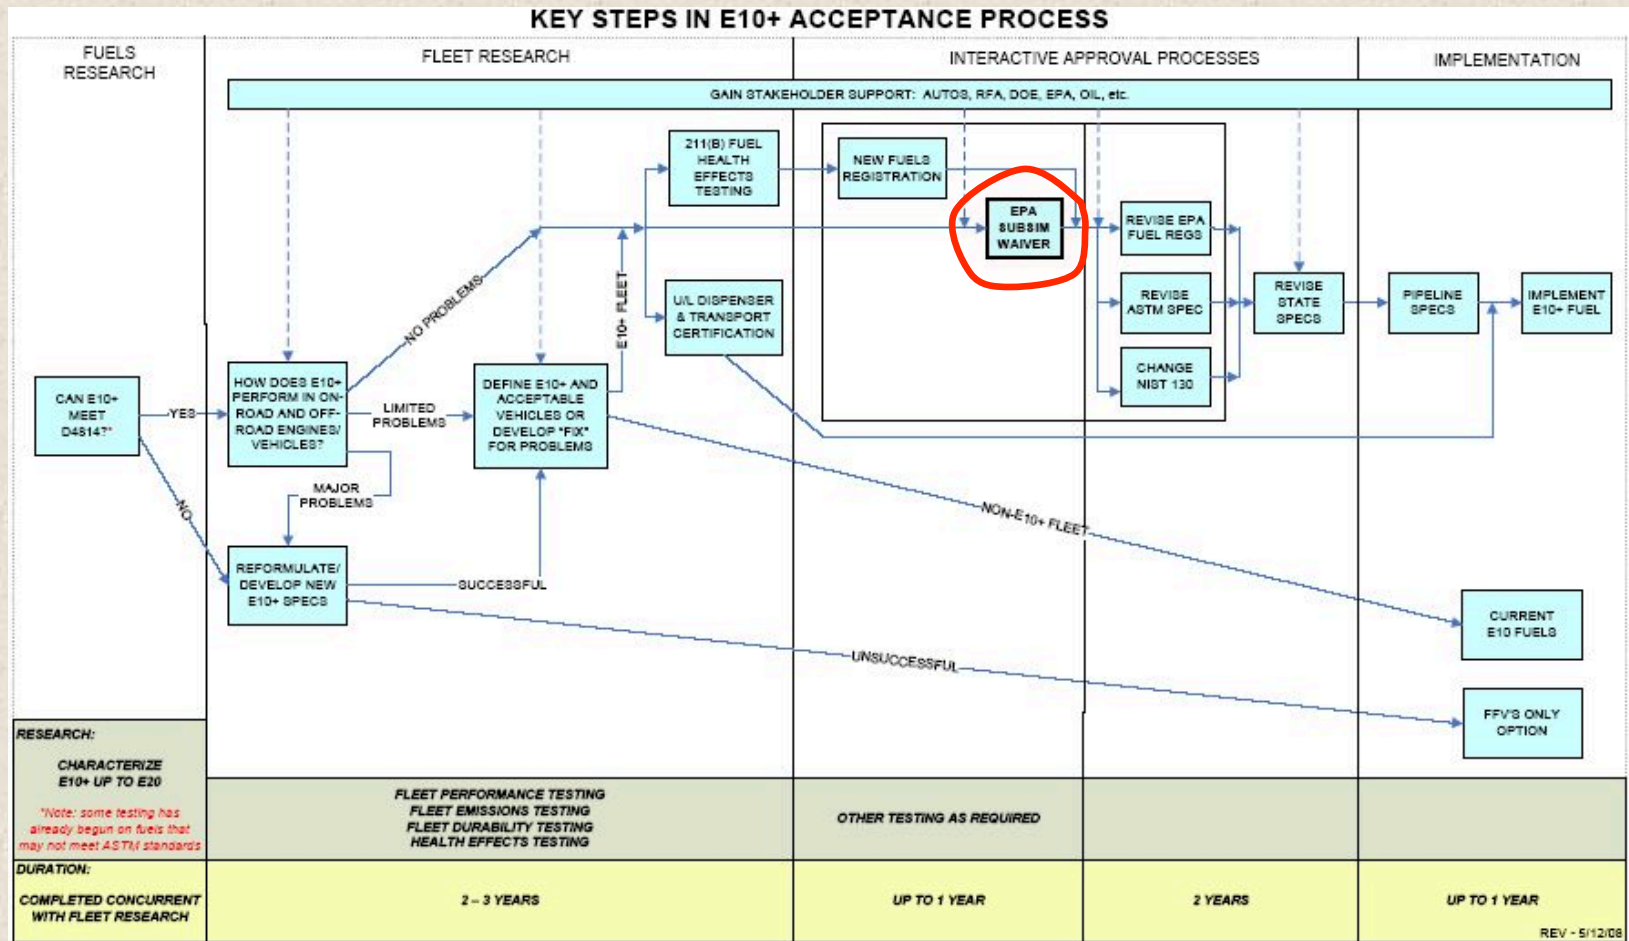 KEY STEPS IN E10+ ACCEPTANCE PROCESS
FUELS
RESEARCH
FLEET RESEARCH
INTERACTIVE APPROVAL PROCESSES
IMPLEMENTATION
GAIN STAKEHOLDER SUPPORT: AUTOS, RFA, DOE, EPA, OIL, etc.
211(B) FUEL
HEALTH
EFFECTS
TESTING
NEW FUELS
REGISTRATION
EPA
SUBSIM
WAIVER
REVISE EPA
FUEL REGS
REVISE
ASTM SPEC
CHANGE
NIST 130
REVISE
STATE
SPECS
PIPELINE
SPECS
IMPLEMENT
E10+ FUEL
U/L DISPENSER
& TRANSPORT
CERTIFICATION
NO PROBLEMS
E10+ FLEET
CAN E10+
MEET
D4814?*
YES
NO
HOW DOES E10+
PERFORM IN ON-
ROAD AND OFF-
ROAD ENGINES/
VEHICLES?
LIMITED
PROBLEMS
DEFINE E10+ AND
ACCEPTABLE
VEHICLES OR
DEVELOP "FIX"
FOR PROBLEMS
MAJOR
PROBLEMS
REFORMULATE/
DEVELOP NEW
E10+ SPECS
SUCCESSFUL
NON-E10+ FLEET
UNSUCCESSFUL
CURRENT
E10 FUELS
FFV'S ONLY
OPTION
RESEARCH:
CHARACTERIZE
E10+ UP TO E20
*Note: some testing has
already begun on fuels that
may not meet ASTM standards
FLEET PERFORMANCE TESTING
FLEET EMISSIONS TESTING
FLEET DURABILITY TESTING
HEALTH EFFECTS TESTING
OTHER TESTING AS REQUIRED
DURATION:
COMPLETED CONCURRENT
WITH FLEET RESEARCH
2 – 3 YEARS
UP TO 1 YEAR
2 YEARS
UP TO 1 YEAR
REV - 5/12/08